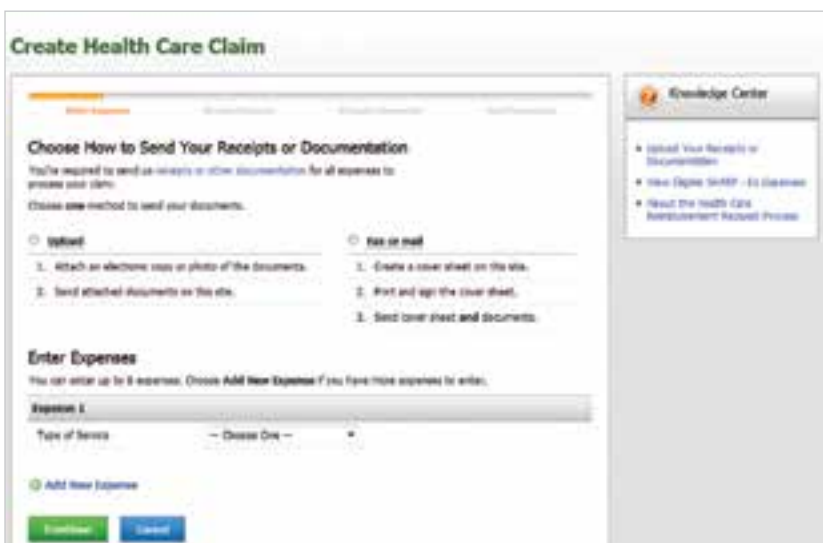 Create Health Care Claim
Enter Expenses
Choose How to Send Your Receipts or Documentation
You're required to send us receipts or other documentation for all expenses to
process your claim.
Choose one method to send your documents.
Upload
1. Attach an electronic copy or photo of the documents.
2. Send attached documents on this site.
Fax or mail
1. Create a cover sheet on this site.
2. Print and sign the cover sheet.
3. Send cover sheet and documents.
Enter Expenses
You can enter up to 8 expenses. Choose Add New Expense if you have more expenses to enter.
Expense 1
Type of Service
-- Choose One --
Add New Expense
Continue
Cancel
Knowledge Center
Upload Your Receipts or
Documentation
View Eligible Expenses
About the Health Care
Reimbursement Request Process